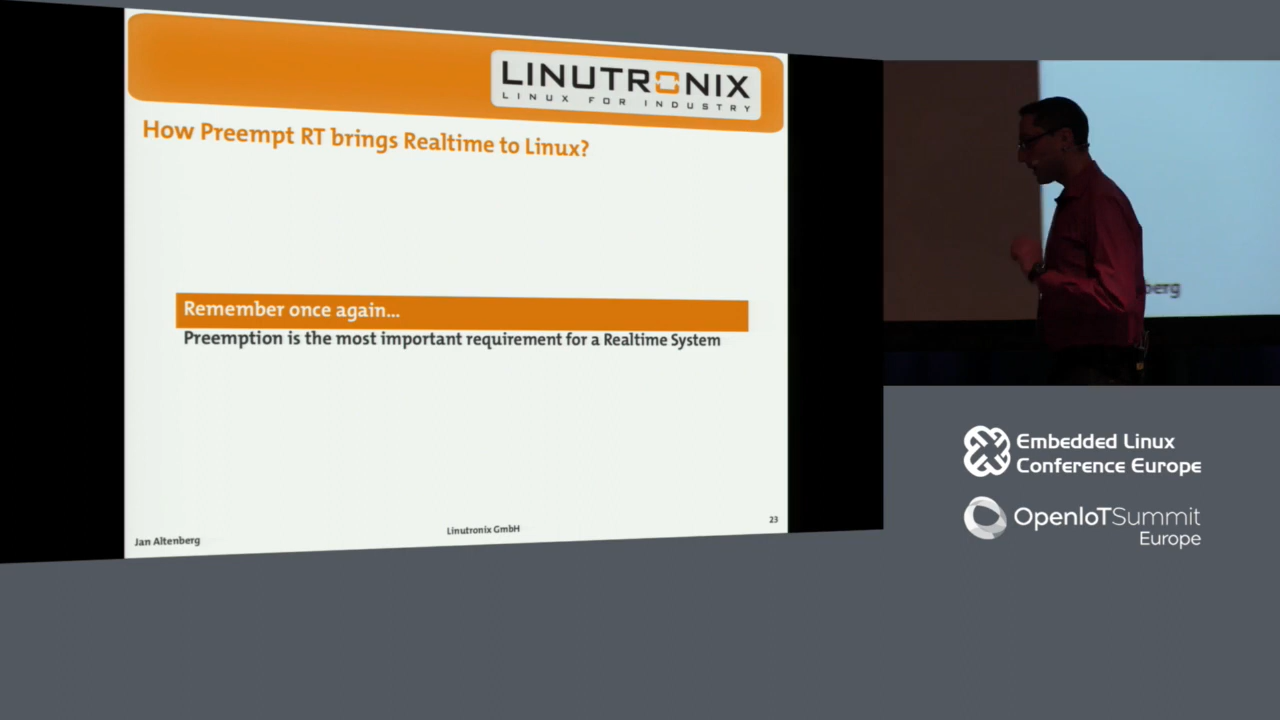 LINUTRONIX
LINUX FOR INDUSTRY
How Preempt RT brings Realtime to Linux?
Remember once again...
Preemption is the most important requirement for a Realtime System
Jan Altenberg
Linutronix GmbH
23
berg
Embedded Linux
Conference Europe
OpenIoTSummit
Europe